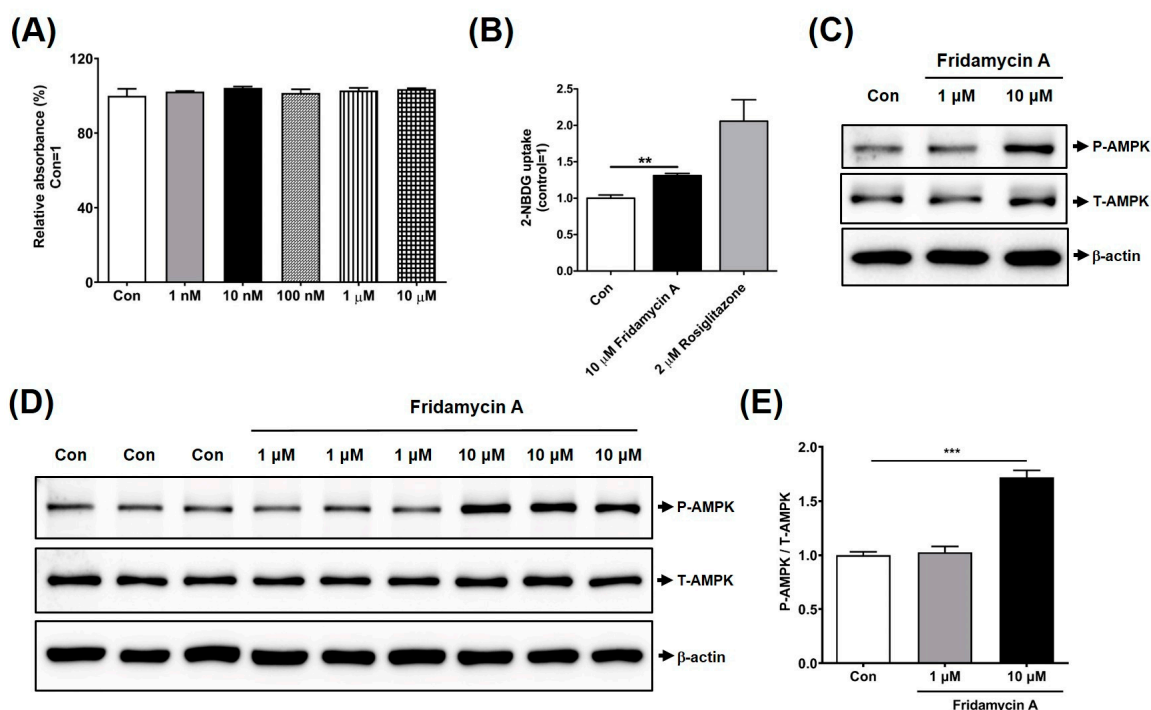 (A)
Relative absorbance (%)
Con=1
120
80
40
0
Con 1 nM 10 nM 100 nM 1 μM 10 μM
(B)
2-NBDG uptake
(control=1)
2.5
2.0
1.5
1.0
0.5
0.0
**
Con
10 μM Fridamycin A
2 μM Rosiglitazone
(C)
Fridamycin A
Con 1 μM 10 μM
P-AMPK
T-AMPK
β-actin
(D)
Fridamycin A
Con Con Con 1 μM 1 μM 1 μM 10 μM 10 μM 10 μM
P-AMPK
T-AMPK
β-actin
(E)
P-AMPK / T-AMPK
2.0
1.5
1.0
0.5
0.0
***
Con 1 μM 10 μM
Fridamycin A